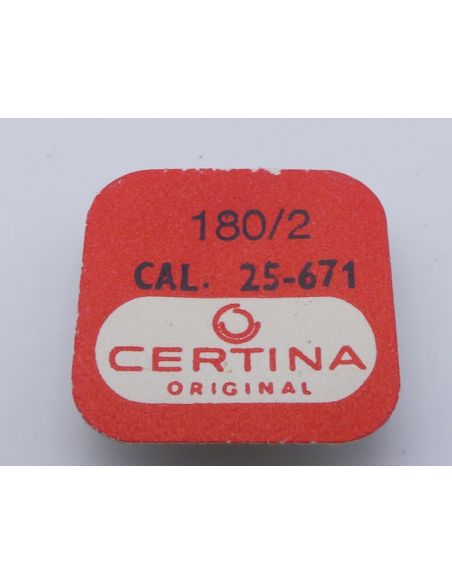 180/2
CAL. 25-671
CERTINA
ORIGINAL